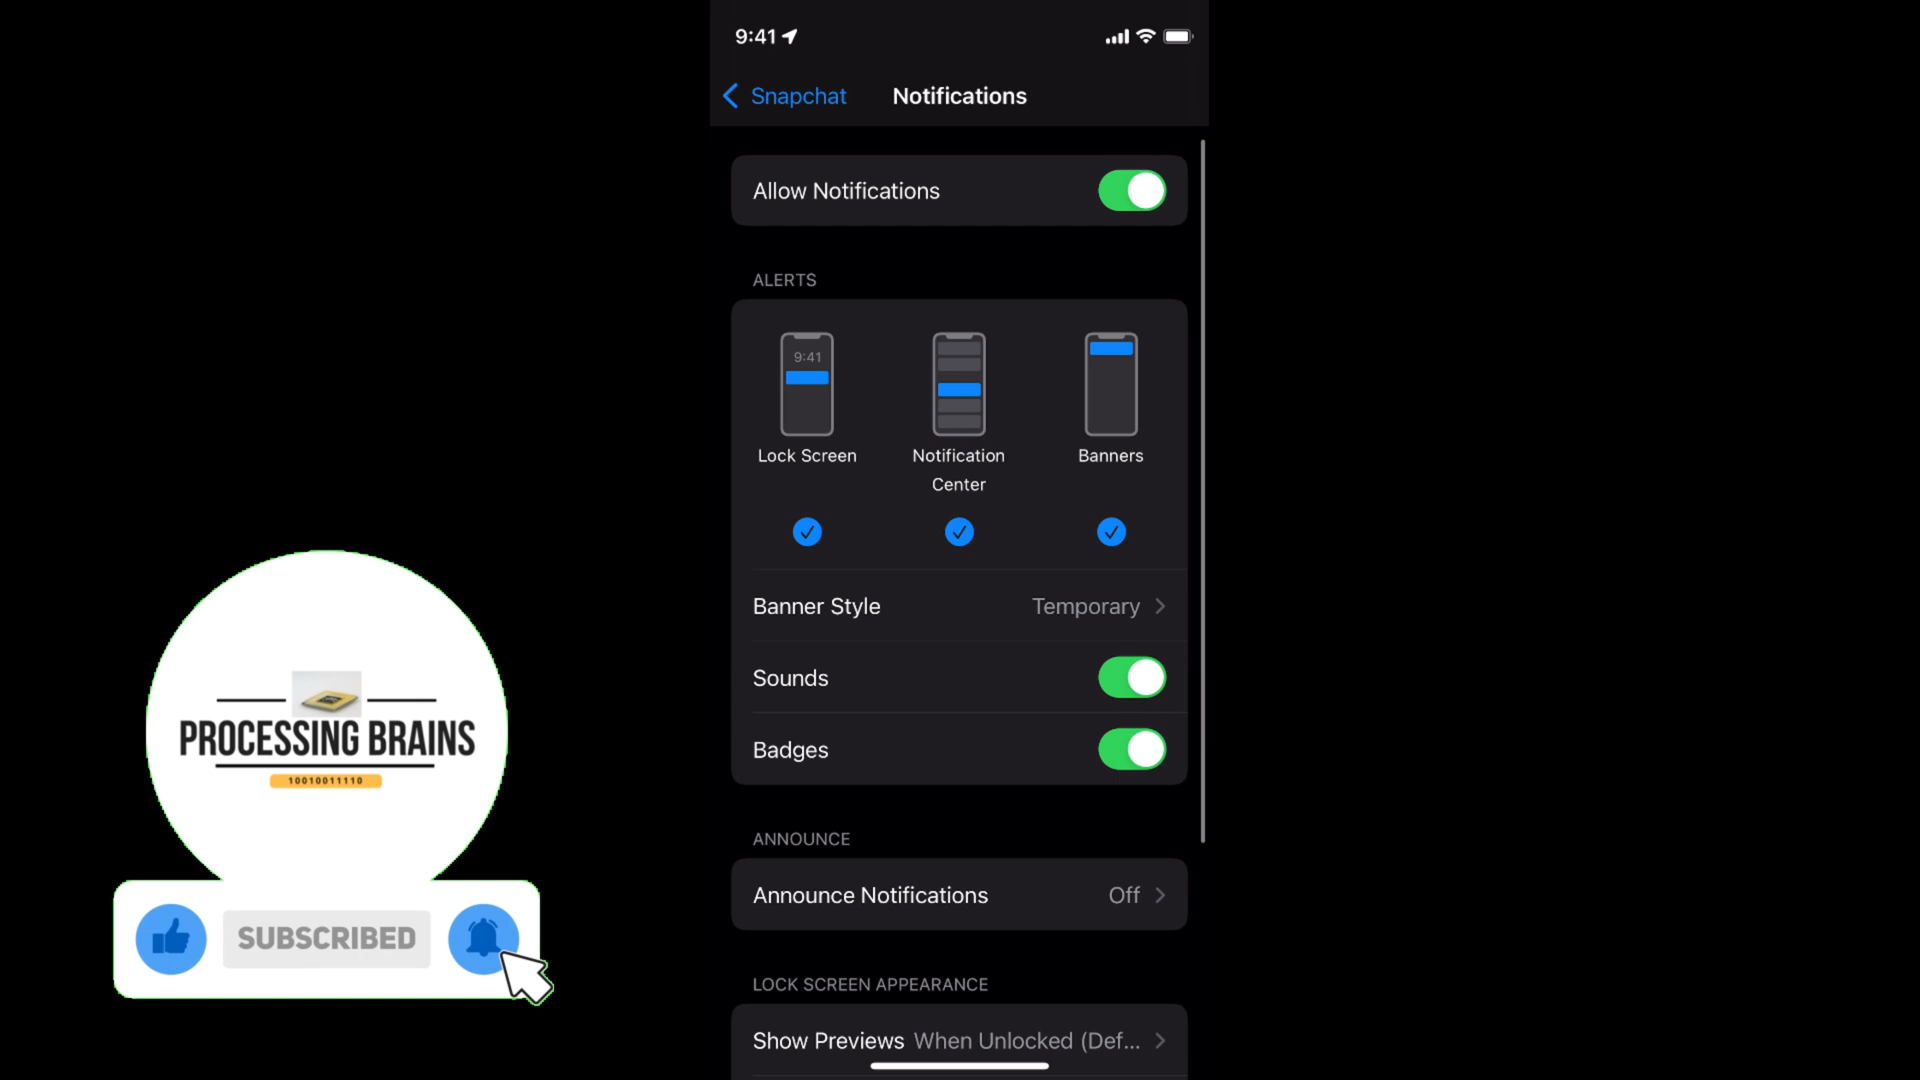 9:41
Snapchat
Notifications
Allow Notifications
ALERTS
9:41
Lock Screen
Notification
Center
Banners
Banner Style
Temporary
Sounds
Badges
ANNOUNCE
Announce Notifications
Off
LOCK SCREEN APPEARANCE
Show Previews
When Unlocked (Def...
PROCESSING BRAINS
10010011110
SUBSCRIBED